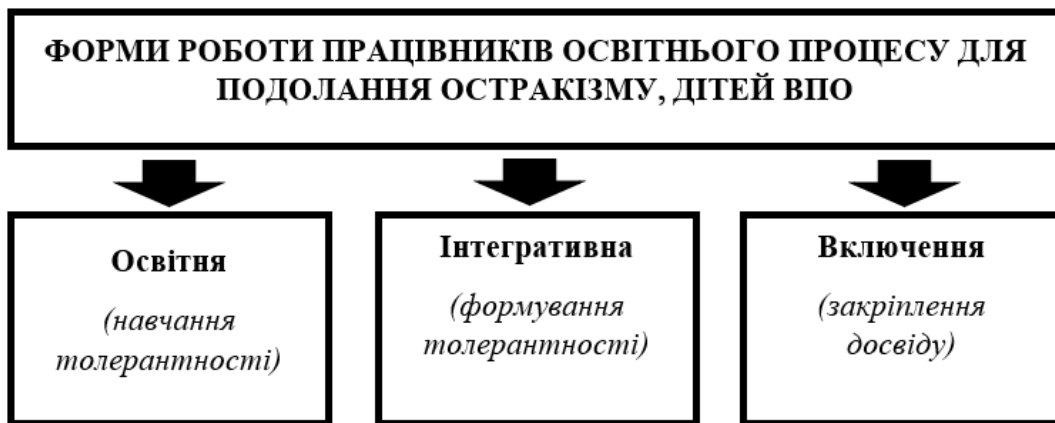 ФОРМИ РОБОТИ ПРАЦІВНИКІВ ОСВІТНЬОГО ПРОЦЕСУ ДЛЯ
ПОДОЛАННЯ ОСТРАКІЗМУ, ДІТЕЙ ВПО
Освітня
(навчання
толерантності)
Інтегративна
(формування
толерантності)
Включення
(закріплення
досвіду)